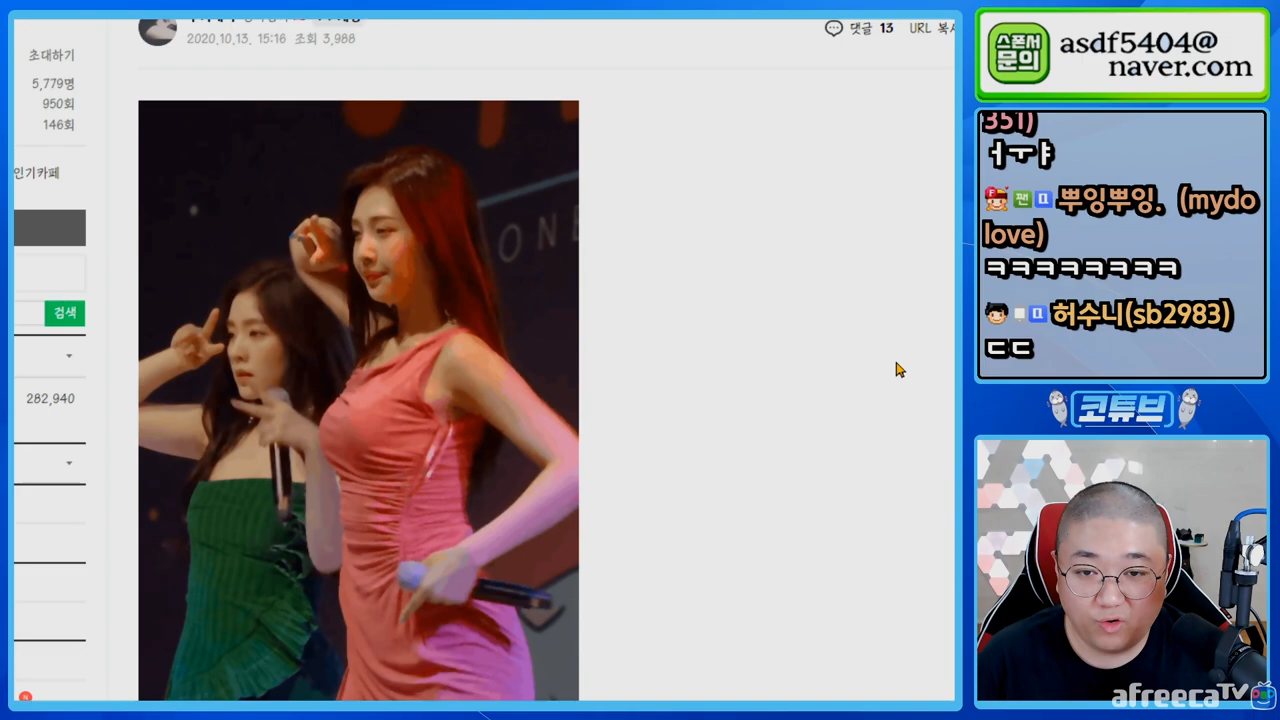 초대하기
2020.10.13. 15:16 조회 3,988
댓글 13 URL 복사
5,779명
950회
146회
인기카페
검색
282,940
ONE
스폰서
문의
asdf5404@
naver.com
351)
ㅓㅜㅑ
팬 뿌잉뿌잉. (mydo
love)
ㅋㅋㅋㅋㅋㅋㅋㅋ
허수니(sb2983)
ㄷㄷ
코튜브
afreecaTV